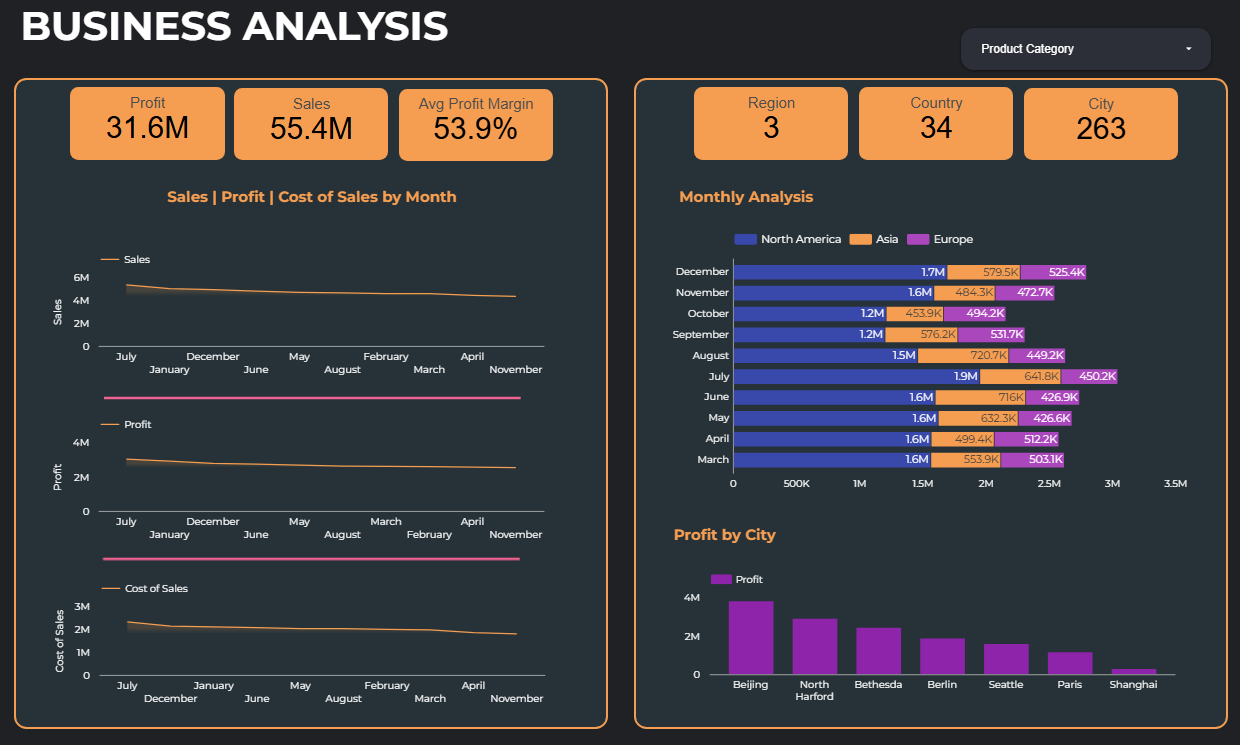 BUSINESS ANALYSIS
Product Category
Profit
31.6M
Sales
55.4M
Avg Profit Margin
53.9%
Sales | Profit | Cost of Sales by Month
Sales
6M
4M
2M
0
Sales
July December May February April
January June August March November
Profit
4M
2M
0
Profit
July December May March April
January June August February November
Cost of Sales
3M
2M
1M
0
Cost of Sales
July January May February April
December June August March November
Region
3
Country
34
City
263
Monthly Analysis
North America Asia Europe
December 1.7M 579.5K 525.4K
November 1.6M 484.3K 472.7K
October 1.2M 453.9K 494.2K
September 1.2M 576.2K 531.7K
August 1.5M 720.7K 449.2K
July 1.9M 641.8K 450.2K
June 1.6M 716K 426.9K
May 1.6M 632.3K 426.6K
April 1.6M 499.4K 512.2K
March 1.6M 553.9K 503.1K
0 500K 1M 1.5M 2M 2.5M 3M 3.5M
Profit by City
Profit
4M
2M
0
Beijing North Bethesda Berlin Seattle Paris Shanghai
Harford